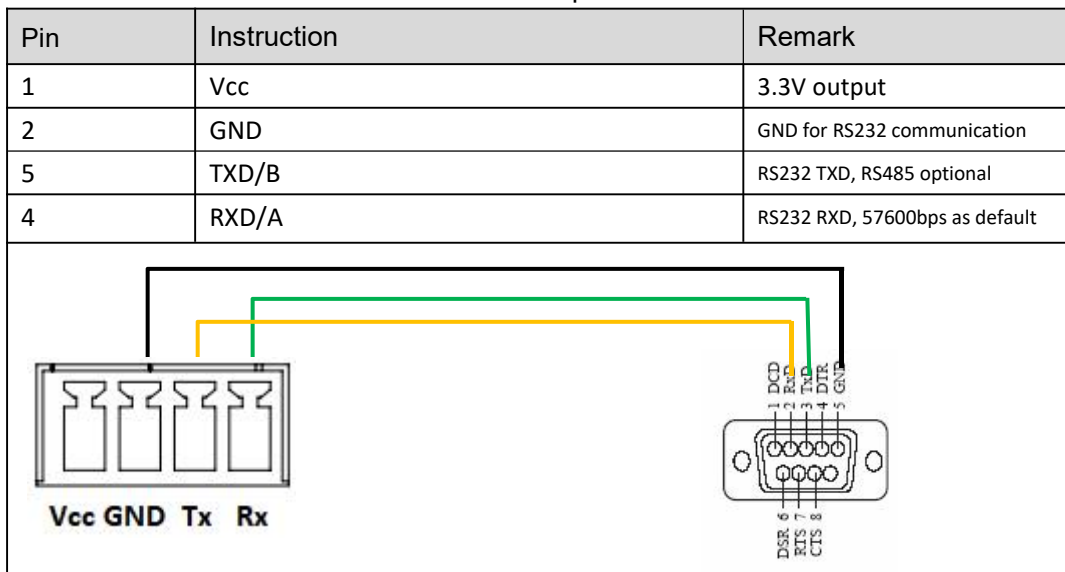 Pin Instruction Remark
1 Vcc 3.3V output
2 GND GND for RS232 communication
5 TXD/B RS232 TXD, RS485 optional
4 RXD/A RS232 RXD, 57600bps as default
1 DCD
2 RxD
3 TxD
4 DTR
5 GND
Vcc GND Tx Rx
DSR 6
RTS 7
CTS 8